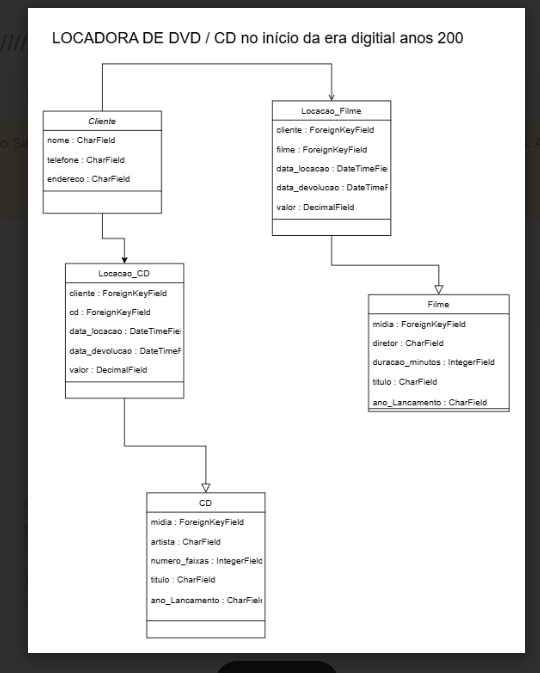 LOCADORA DE DVD / CD no início da era digitial anos 200
Cliente
nome : CharField
telefone : CharField
endereco : CharField
Locacao_Filme
cliente : ForeignKeyField
filme : ForeignKeyField
data_locacao : DateTimeFie
data_devolucao : DateTimeF
valor : DecimalField
Locacao_CD
cliente : ForeignKeyField
cd : ForeignKeyField
data_locacao : DateTimeFiel
data_devolucao : DateTimeF
valor : DecimalField
Filme
midia : ForeignKeyField
diretor : CharField
duracao_minutos : IntegerField
titulo : CharField
ano_Lancamento : CharField
CD
midia : ForeignKeyField
artista : CharField
numero_faixas : IntegerField
titulo : CharField
ano_Lancamento : CharField